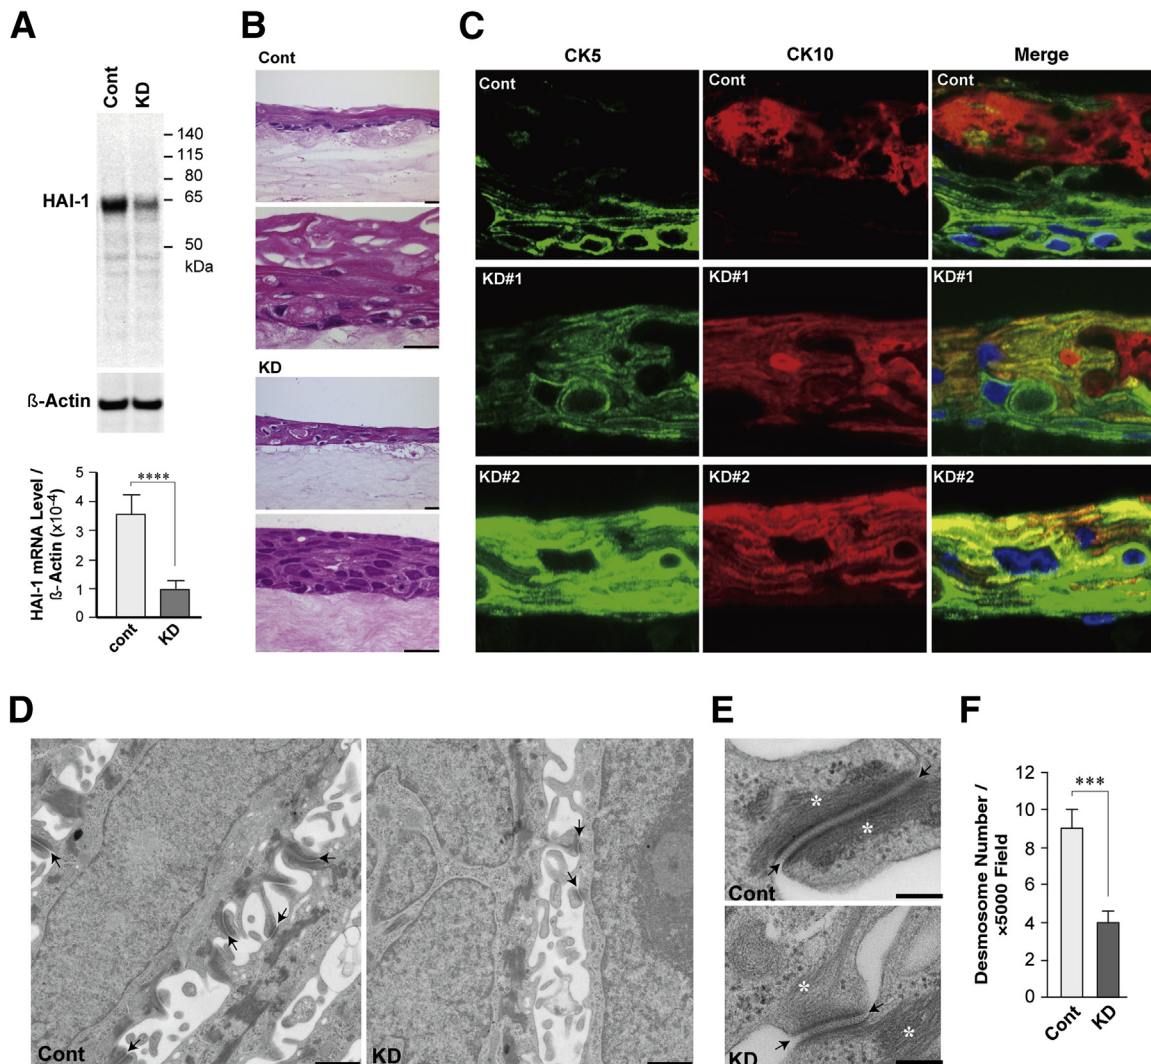 A
Cont
KD
HAI-1
140
115
80
65
50
kDa
ß-Actin
HAI-1 mRNA Level /
ß- Actin (x10-4)
5
4
3
2
1
0
****
cont
KD
B
Cont
KD
C
CK5
CK10
Merge
Cont
Cont
Cont
KD#1
KD#1
KD#1
KD#2
KD#2
KD#2
D
Cont
KD
E
*
*
Cont
*
*
KD
F
Desmosome Number /
x5000 Field
12
10
8
6
4
2
0
***
Cont
KD